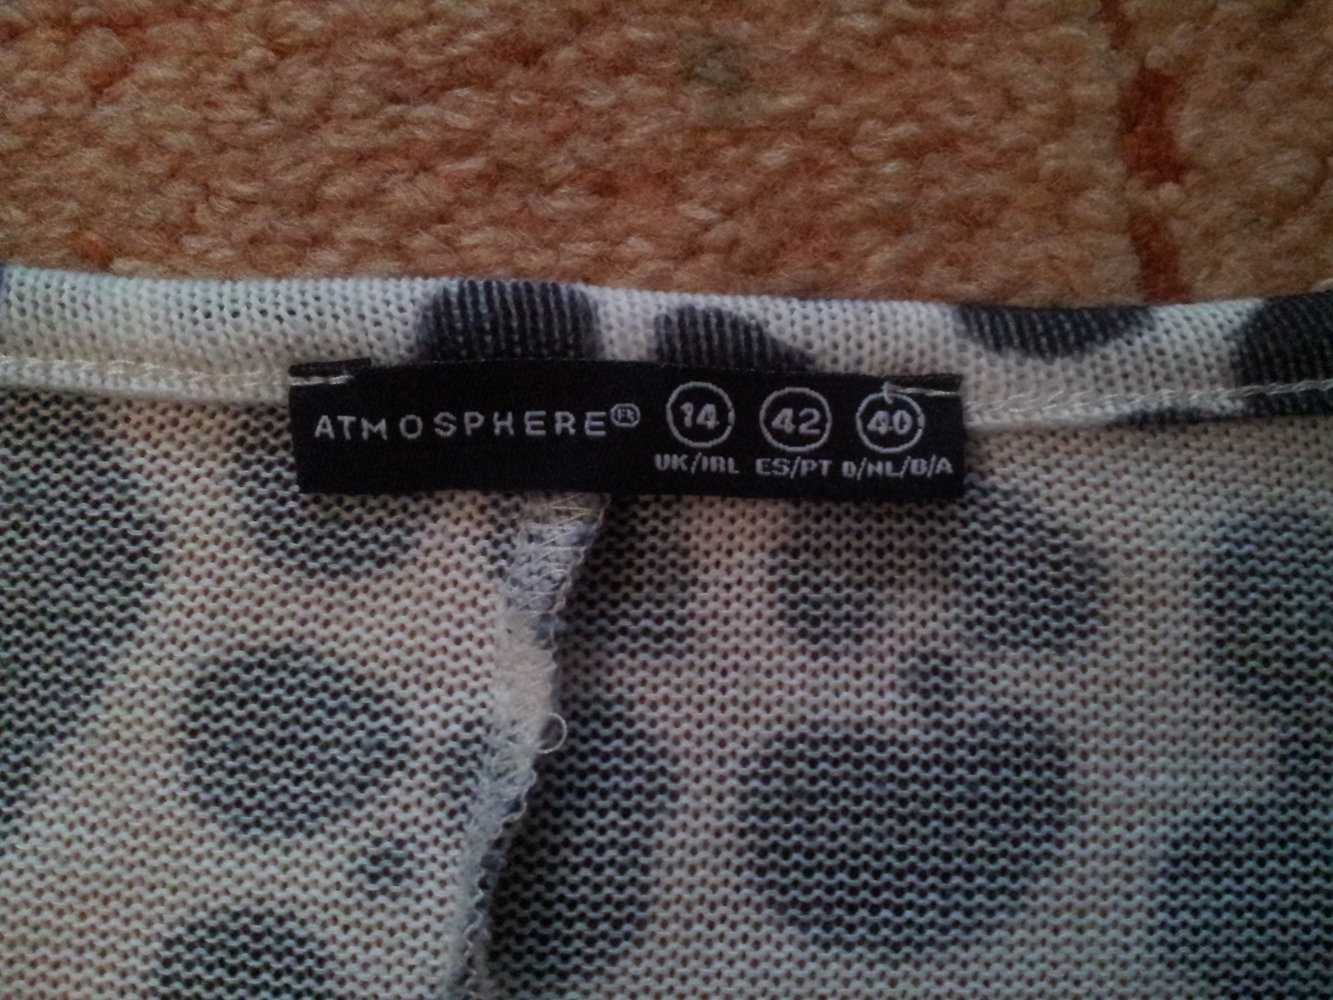 ATMOSPHERE®
14 42 40
UK/IRL ES/PT D/NL/B/A